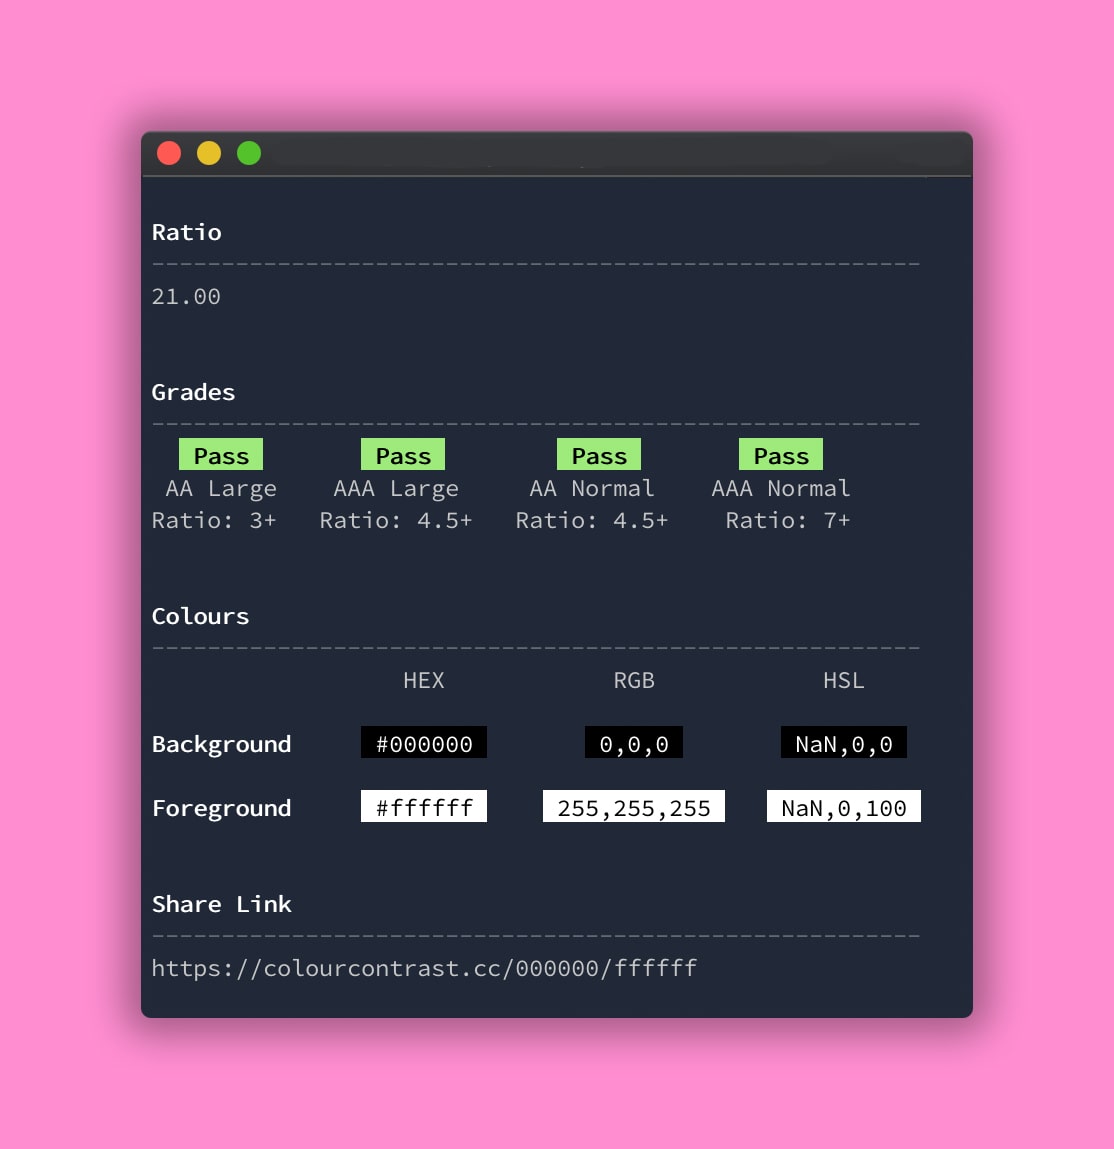 Ratio
-------------------------------------------------------
21.00
Grades
-------------------------------------------------------
Pass Pass Pass Pass
AA Large AAA Large AA Normal AAA Normal
Ratio: 3+ Ratio: 4.5+ Ratio: 4.5+ Ratio: 7+
Colours
-------------------------------------------------------
HEX RGB HSL
Background #000000 0,0,0 NaN,0,0
Foreground #ffffff 255,255,255 NaN,0,100
Share Link
-------------------------------------------------------
https://colourcontrast.cc/000000/ffffff